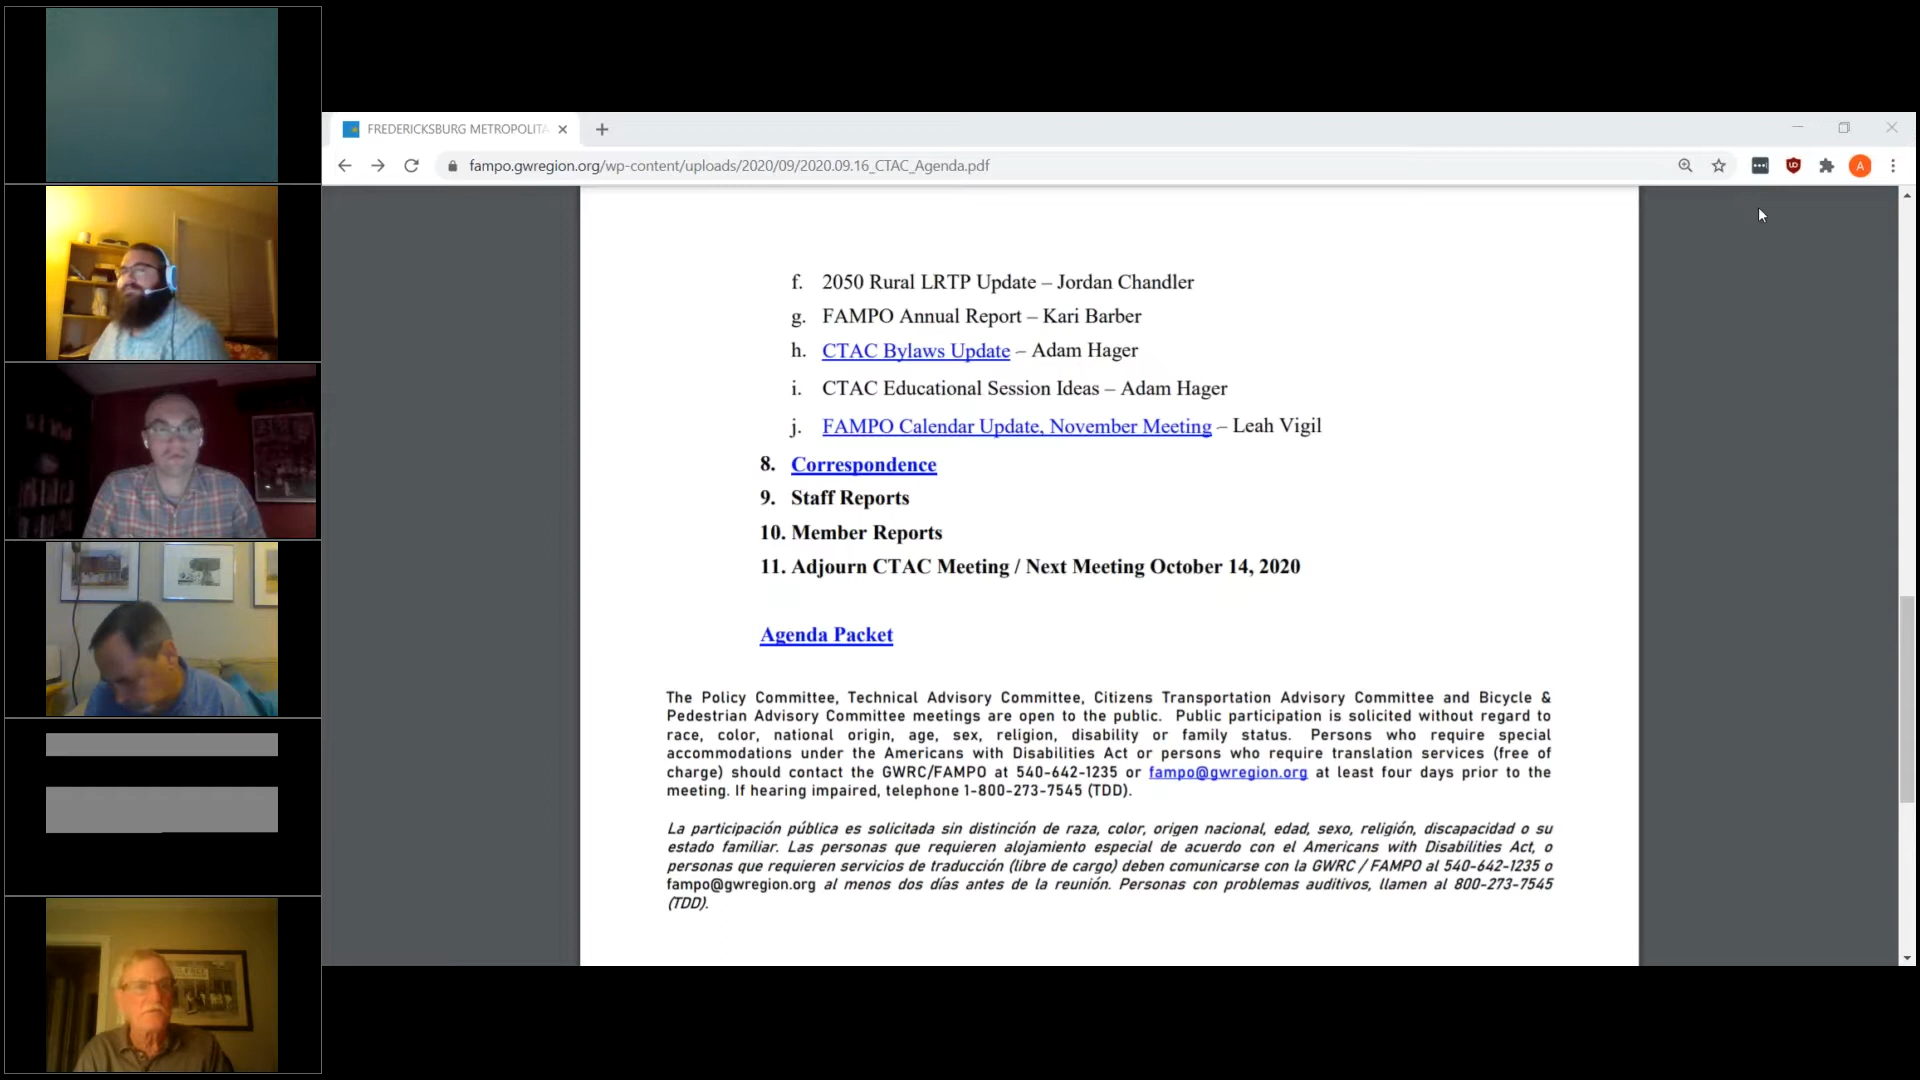 FREDERICKSBURG METROPOLITA
fampo.gwregion.org/wp-content/uploads/2020/09/2020.09.16_CTAC_Agenda.pdf
A
f. 2050 Rural LRTP Update – Jordan Chandler
g. FAMPO Annual Report – Kari Barber
h. CTAC Bylaws Update – Adam Hager
i. CTAC Educational Session Ideas – Adam Hager
j. FAMPO Calendar Update, November Meeting – Leah Vigil
8. Correspondence
9. Staff Reports
10. Member Reports
11. Adjourn CTAC Meeting / Next Meeting October 14, 2020
Agenda Packet
The Policy Committee, Technical Advisory Committee, Citizens Transportation Advisory Committee and Bicycle &
Pedestrian Advisory Committee meetings are open to the public. Public participation is solicited without regard to
race, color, national origin, age, sex, religion, disability or family status. Persons who require special
accommodations under the Americans with Disabilities Act or persons who require translation services (free of
charge) should contact the GWRC/FAMPO at 540-642-1235 or fampo@gwregion.org at least four days prior to the
meeting. If hearing impaired, telephone 1-800-273-7545 (TDD).
La participación pública es solicitada sin distinción de raza, color, origen nacional, edad, sexo, religión, discapacidad o su
estado familiar. Las personas que requieren alojamiento especial de acuerdo con el Americans with Disabilities Act, o
personas que requieren servicios de traducción (libre de cargo) deben comunicarse con la GWRC / FAMPO al 540-642-1235 o
fampo@gwregion.org al menos dos días antes de la reunión. Personas con problemas auditivos, llamen al 800-273-7545
(TDD).